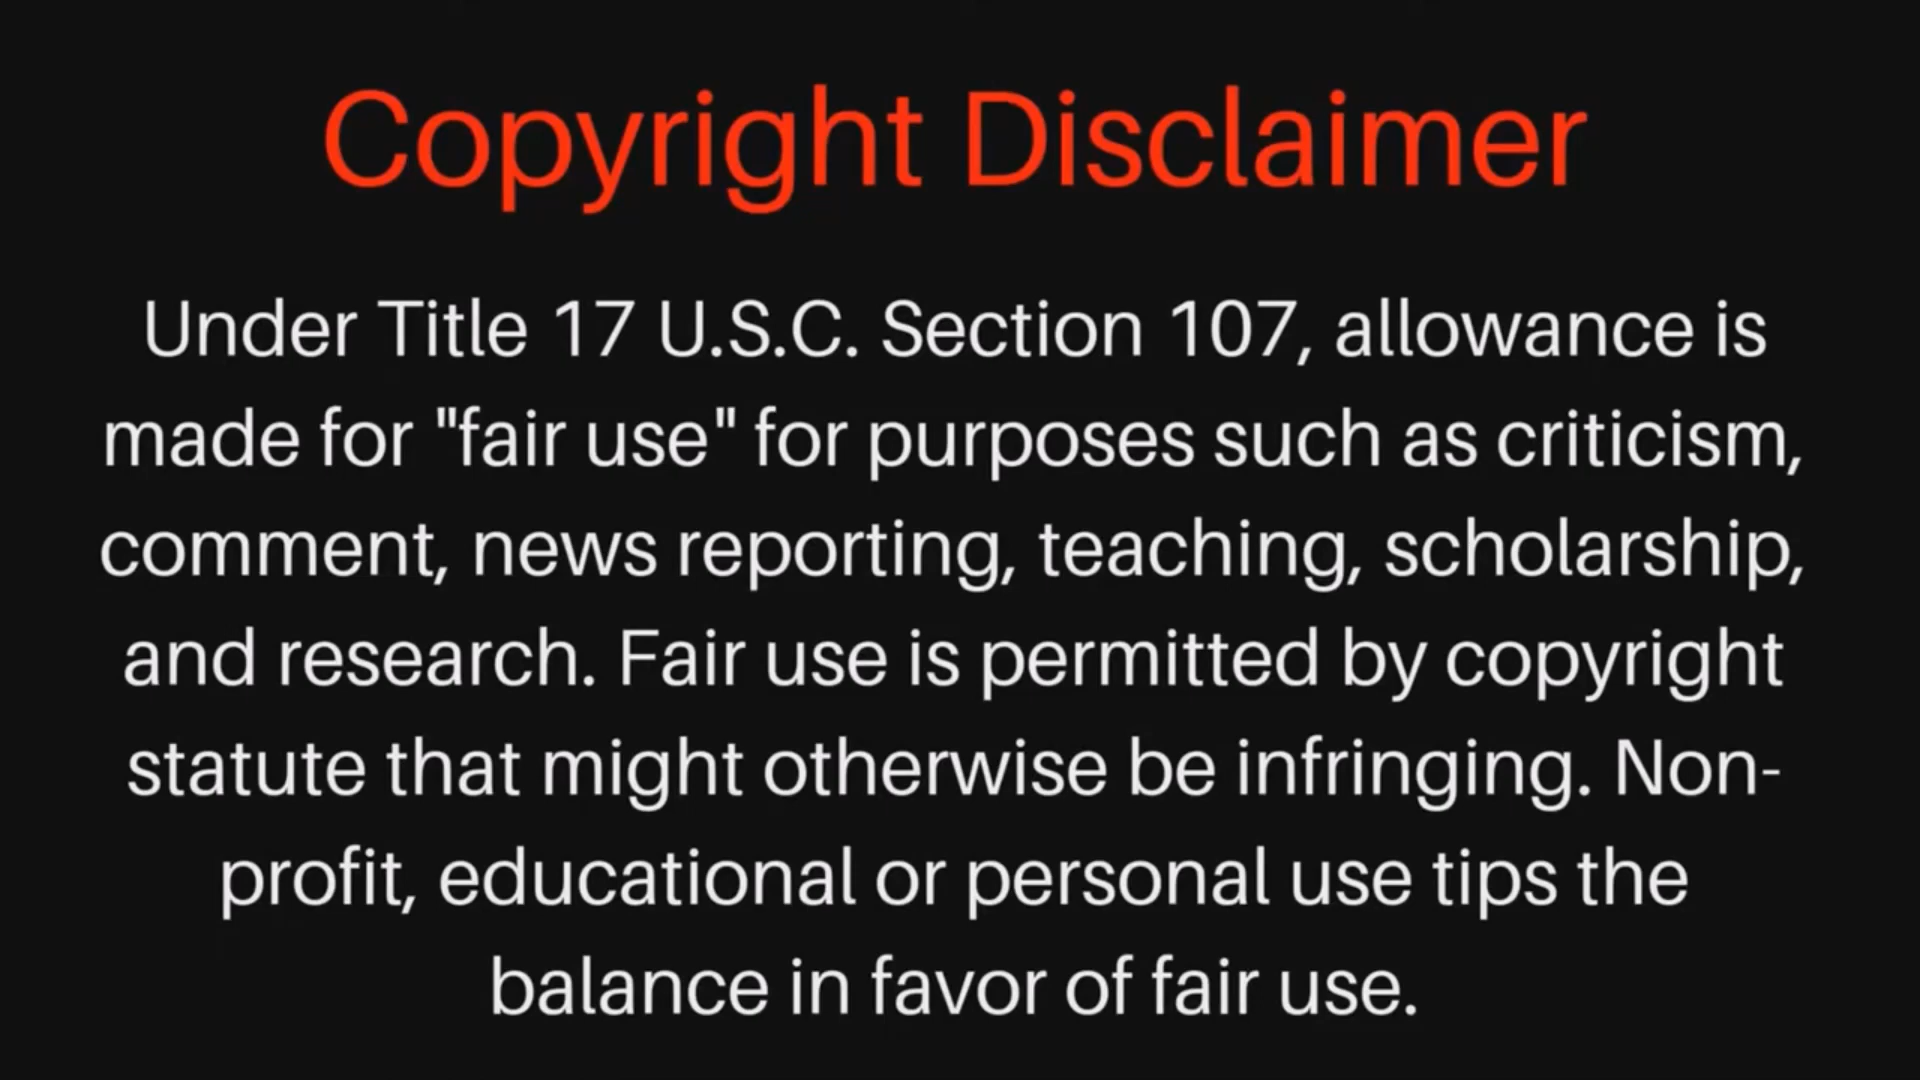 Copyright Disclaimer
Under Title 17 U.S.C. Section 107, allowance is
made for "fair use" for purposes such as criticism,
comment, news reporting, teaching, scholarship,
and research. Fair use is permitted by copyright
statute that might otherwise be infringing. Non-
profit, educational or personal use tips the
balance in favor of fair use.